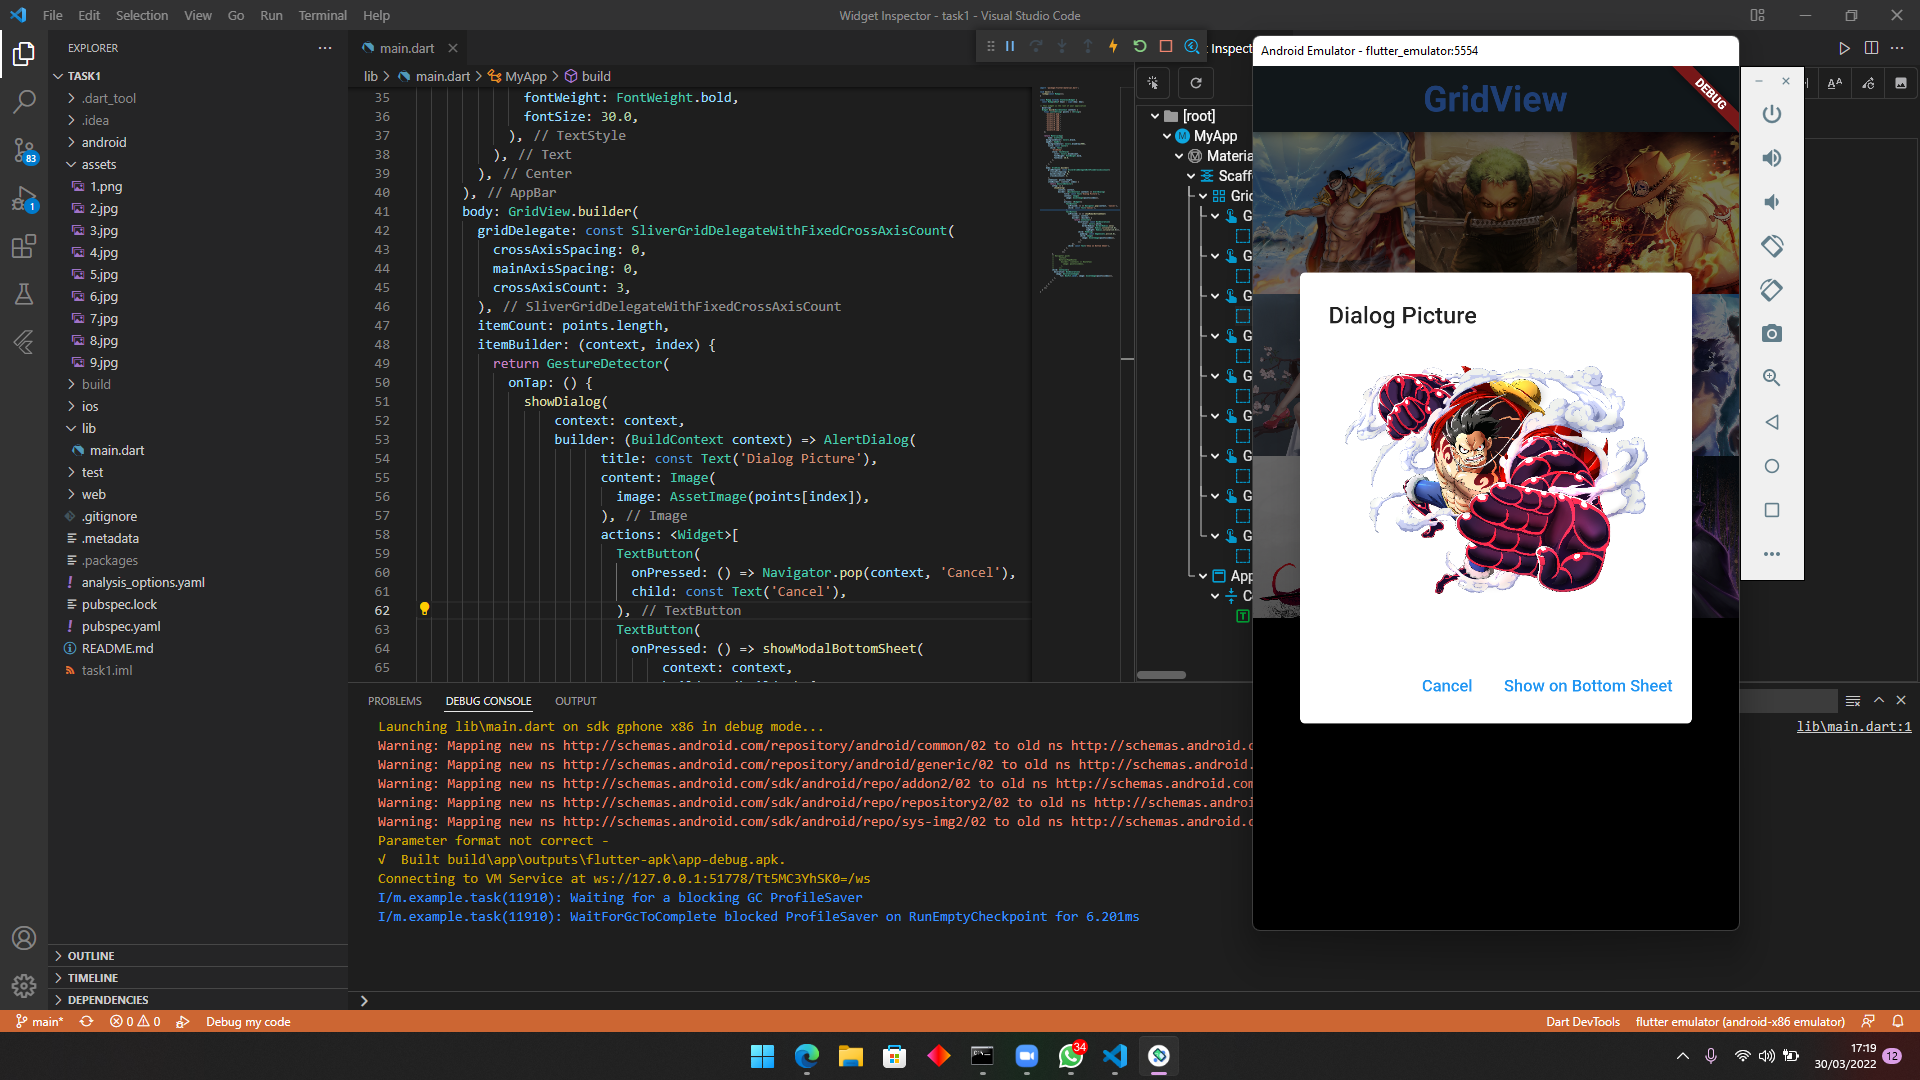 File Edit Selection View Go Run Terminal Help
Widget Inspector - task1 - Visual Studio Code
EXPLORER
TASK1
.dart_tool
.idea
android
assets
1.png
2.jpg
3.jpg
4.jpg
5.jpg
6.jpg
7.jpg
8.jpg
9.jpg
build
ios
lib
main.dart
test
web
.gitignore
.metadata
.packages
analysis_options.yaml
pubspec.lock
pubspec.yaml
README.md
task1.iml
OUTLINE
TIMELINE
DEPENDENCIES
83
1
main.dart
lib > main.dart > MyApp > build
35 fontWeight: FontWeight.bold,
36 fontSize: 30.0,
37 ), // TextStyle
38 ), // Text
39 ), // Center
40 ), // AppBar
41 body: GridView.builder(
42 gridDelegate: const SliverGridDelegateWithFixedCrossAxisCount(
43 crossAxisSpacing: 0,
44 mainAxisSpacing: 0,
45 crossAxisCount: 3,
46 ), // SliverGridDelegateWithFixedCrossAxisCount
47 itemCount: points.length,
48 itemBuilder: (context, index) {
49 return GestureDetector(
50 onTap: () {
51 showDialog(
52 context: context,
53 builder: (BuildContext context) => AlertDialog(
54 title: const Text('Dialog Picture'),
55 content: Image(
56 image: AssetImage(points[index]),
57 ), // Image
58 actions: <Widget>[
59 TextButton(
60 onPressed: () => Navigator.pop(context, 'Cancel'),
61 child: const Text('Cancel'),
62 ), // TextButton
63 TextButton(
64 onPressed: () => showModalBottomSheet(
65 context: context,
[root]
MyApp
Materia
Scaff
Gric
G
G
G
G
G
G
G
G
G
App
C
Android Emulator - flutter_emulator:5554
GridView
DEBUG
Dialog Picture
Cancel Show on Bottom Sheet
PROBLEMS DEBUG CONSOLE OUTPUT
Launching lib\main.dart on sdk gphone x86 in debug mode...
lib\main.dart:1
Warning: Mapping new ns http://schemas.android.com/repository/android/common/02 to old ns http://schemas.android.c
Warning: Mapping new ns http://schemas.android.com/repository/android/generic/02 to old ns http://schemas.android.
Warning: Mapping new ns http://schemas.android.com/sdk/android/repo/addon2/02 to old ns http://schemas.android.com
Warning: Mapping new ns http://schemas.android.com/sdk/android/repo/repository2/02 to old ns http://schemas.androi
Warning: Mapping new ns http://schemas.android.com/sdk/android/repo/sys-img2/02 to old ns http://schemas.android.c
Parameter format not correct -
√ Built build\app\outputs\flutter-apk\app-debug.apk.
Connecting to VM Service at ws://127.0.0.1:51778/Tt5MC3YhSK0=/ws
I/m.example.task(11910): Waiting for a blocking GC ProfileSaver
I/m.example.task(11910): WaitForGcToComplete blocked ProfileSaver on RunEmptyCheckpoint for 6.201ms
main* 0 0 Debug my code
Dart DevTools flutter emulator (android-x86 emulator)
34
17:19
30/03/2022
12